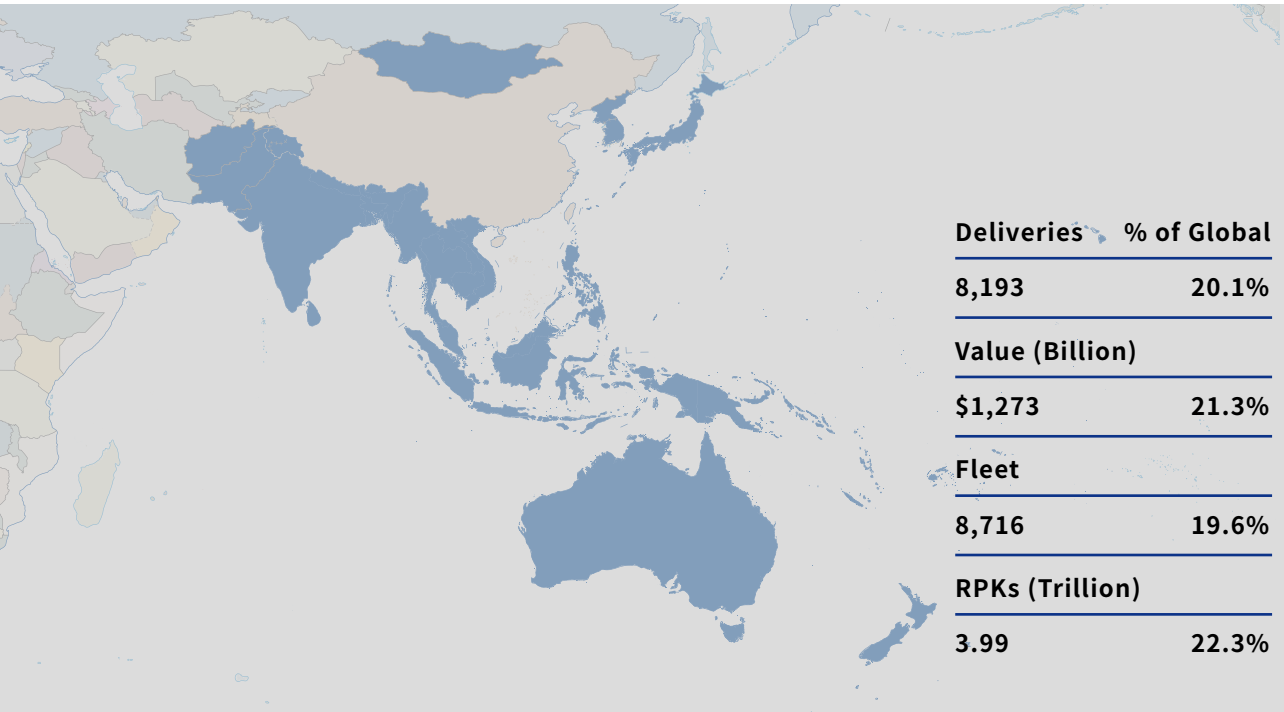 Deliveries % of Global
8,193 20.1%
Value (Billion)
$1,273 21.3%
Fleet
8,716 19.6%
RPKs (Trillion)
3.99 22.3%